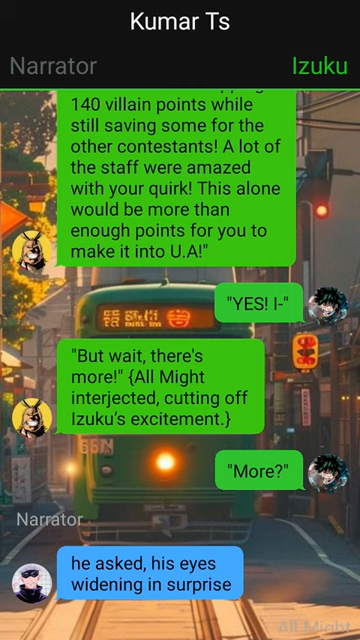 Kumar Ts
Narrator
Izuku
140 villain points while
still saving some for the
other contestants! A lot of
the staff were amazed
with your quirk! This alone
would be more than
enough points for you to
make it into U.A!"
"YES! I-"
"But wait, there's
more!" {All Might
interjected, cutting off
Izuku's excitement.}
"More?"
Narrator
he asked, his eyes
widening in surprise
All Might